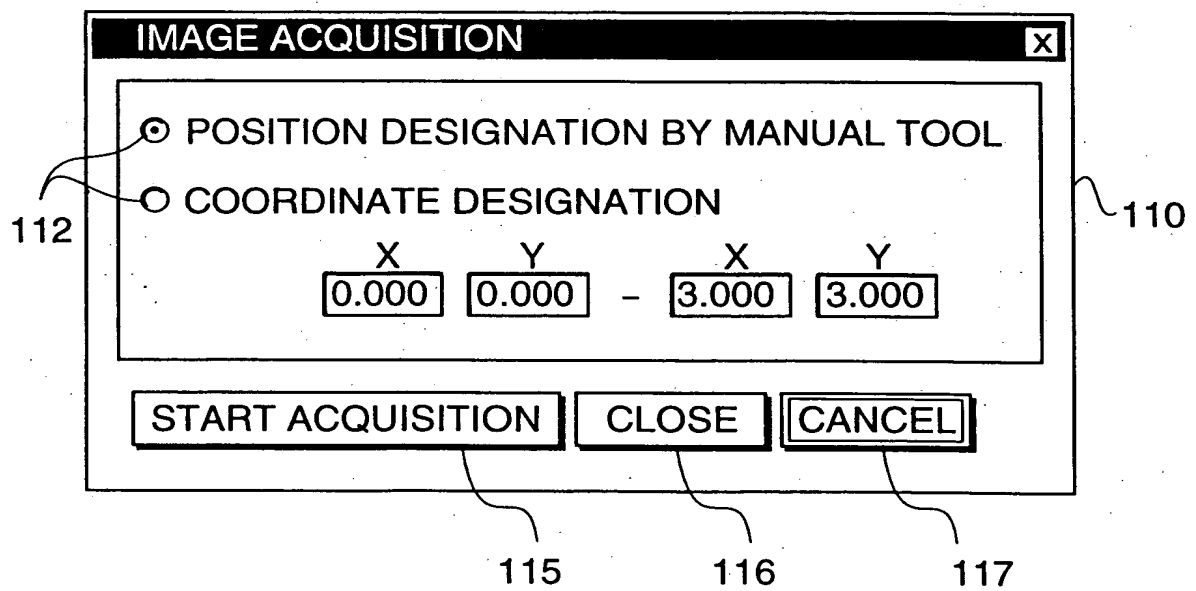 IMAGE ACQUISITION X
POSITION DESIGNATION BY MANUAL TOOL
COORDINATE DESIGNATION
112
110
X Y X Y
0.000 0.000 – 3.000 3.000
START ACQUISITION CLOSE CANCEL
115 116 117